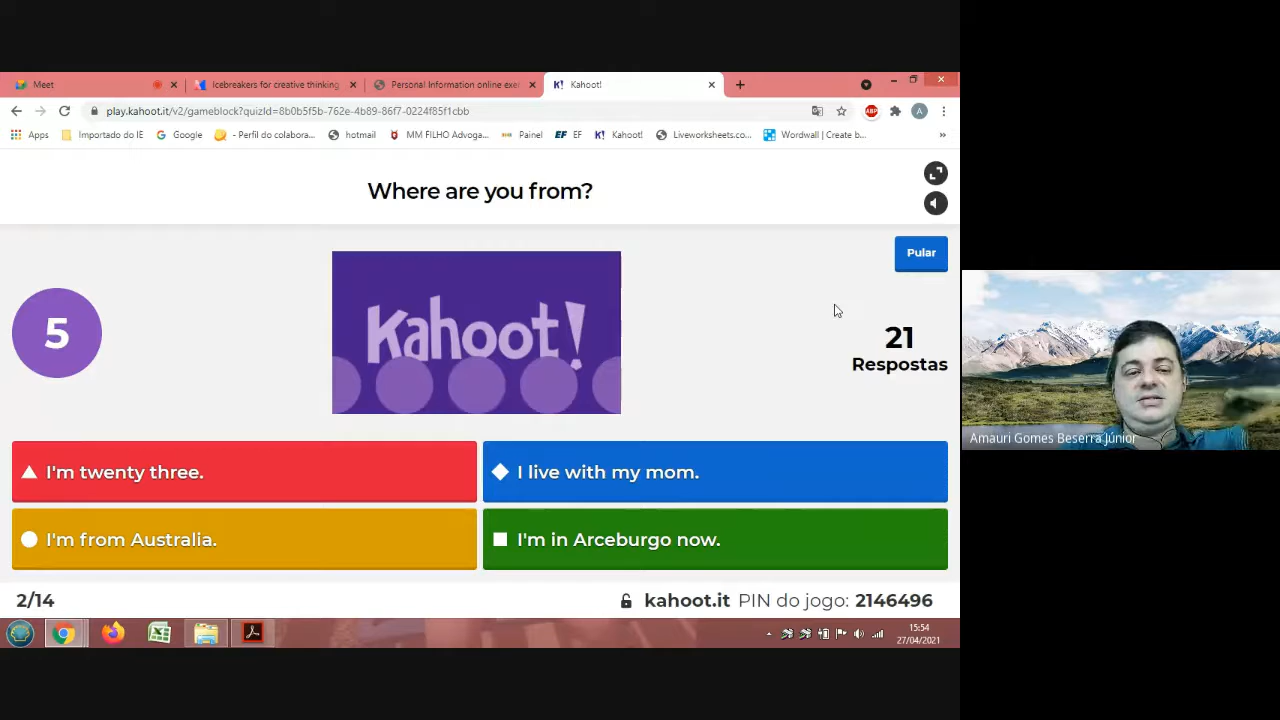 Meet
Icebreakers for creative thinking
Personal Information online exer
K! Kahoot!
play.kahoot.it/v2/gameblock?quizId=8b0b5f5b-762e-4b89-86f7-0224f85f1cbb
ABP
A
Apps
Importado do IE
Google
- Perfil do colabora...
hotmail
MM FILHO Advoga...
Painel
EF EF
K! Kahoot!
Liveworksheets.co...
Wordwall | Create b...
»
Where are you from?
Pular
5
Kahoot!
21
Respostas
I'm twenty three.
I live with my mom.
I'm from Australia.
I'm in Arceburgo now.
2/14
kahoot.it PIN do jogo: 2146496
15:54
27/04/2021
Amauri Gomes Beserra Júnior